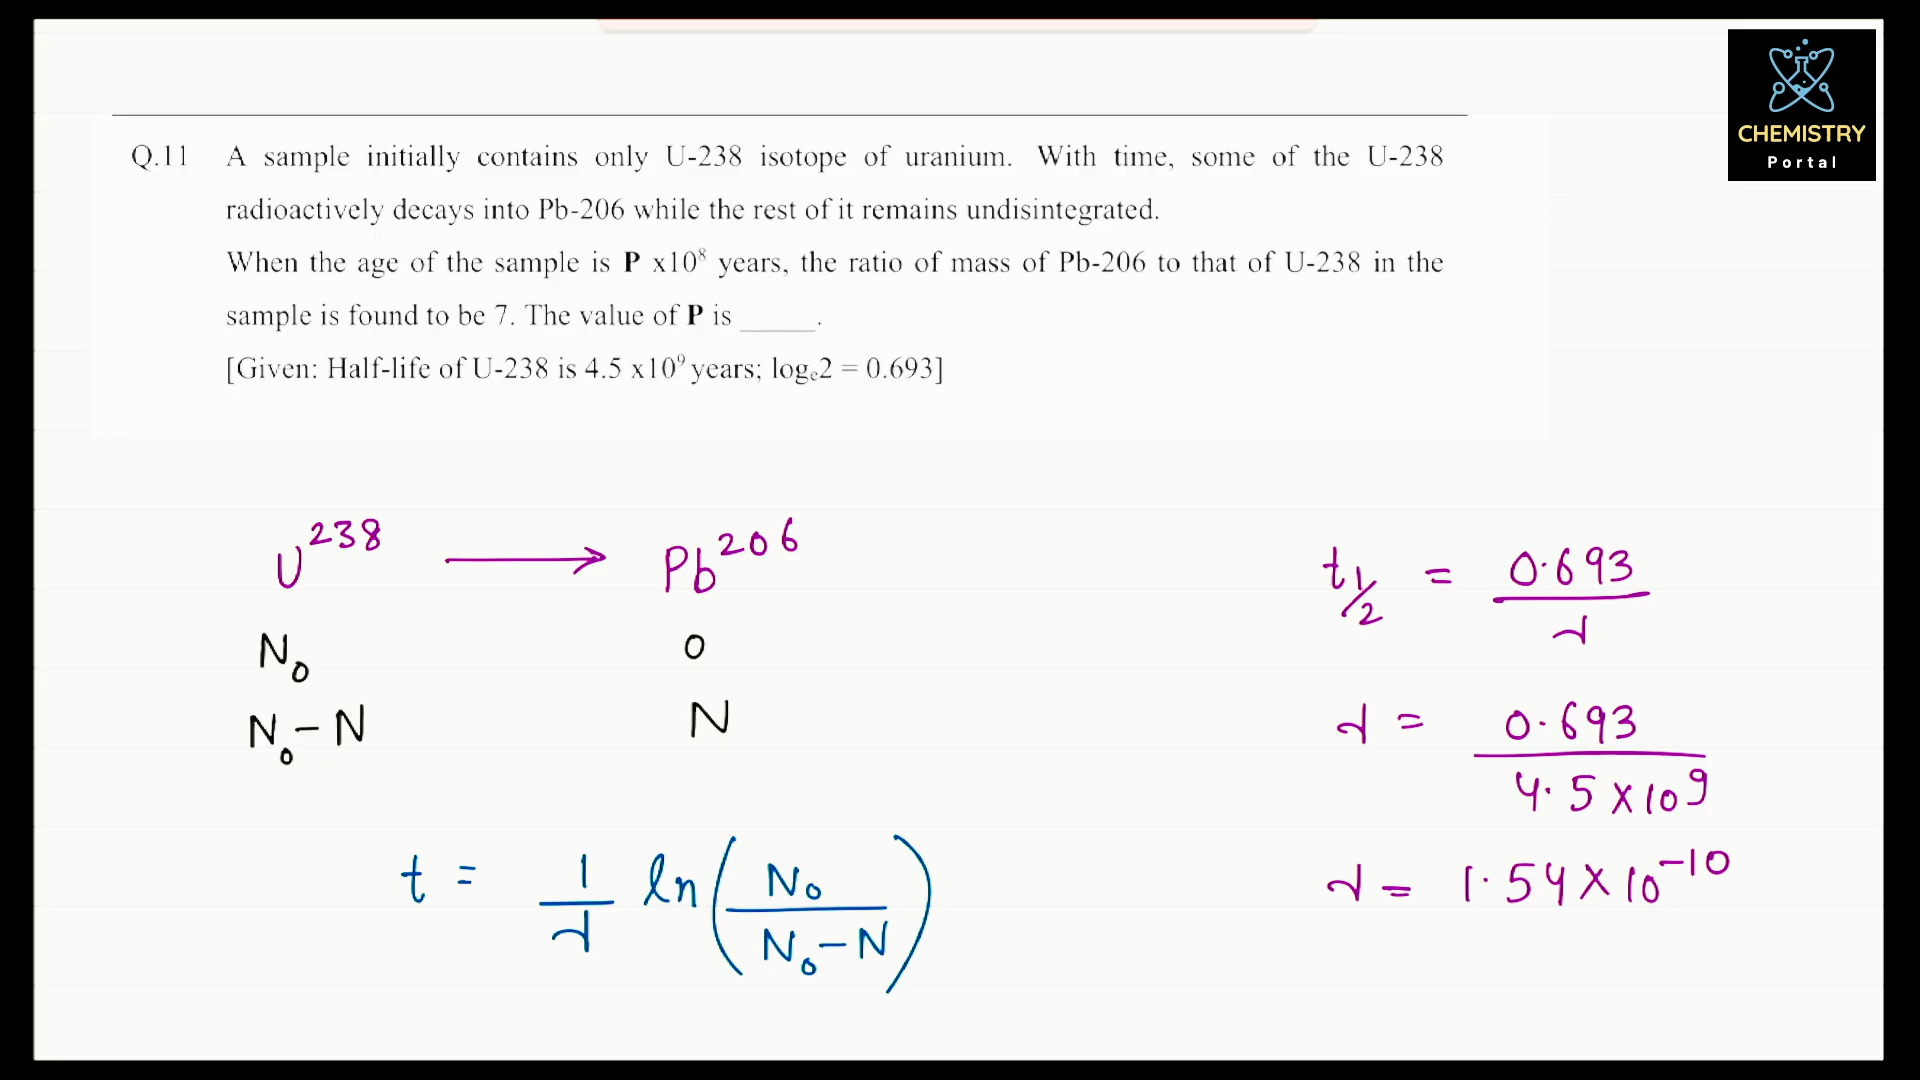 CHEMISTRY
Portal
Q.11 A sample initially contains only U-238 isotope of uranium. With time, some of the U-238
radioactively decays into Pb-206 while the rest of it remains undisintegrated.
When the age of the sample is P x10⁸ years, the ratio of mass of Pb-206 to that of U-238 in the
sample is found to be 7. The value of P is ______.
[Given: Half-life of U-238 is 4.5 x10⁹ years; logₑ2 = 0.693]
U²³⁸ → Pb²⁰⁶
N₀ 0
N₀ – N N
t = 1/λ ln(N₀/(N₀–N))
t1/2 = 0.693/λ
λ = 0.693/(4.5×10⁹)
λ = 1.54×10⁻¹⁰